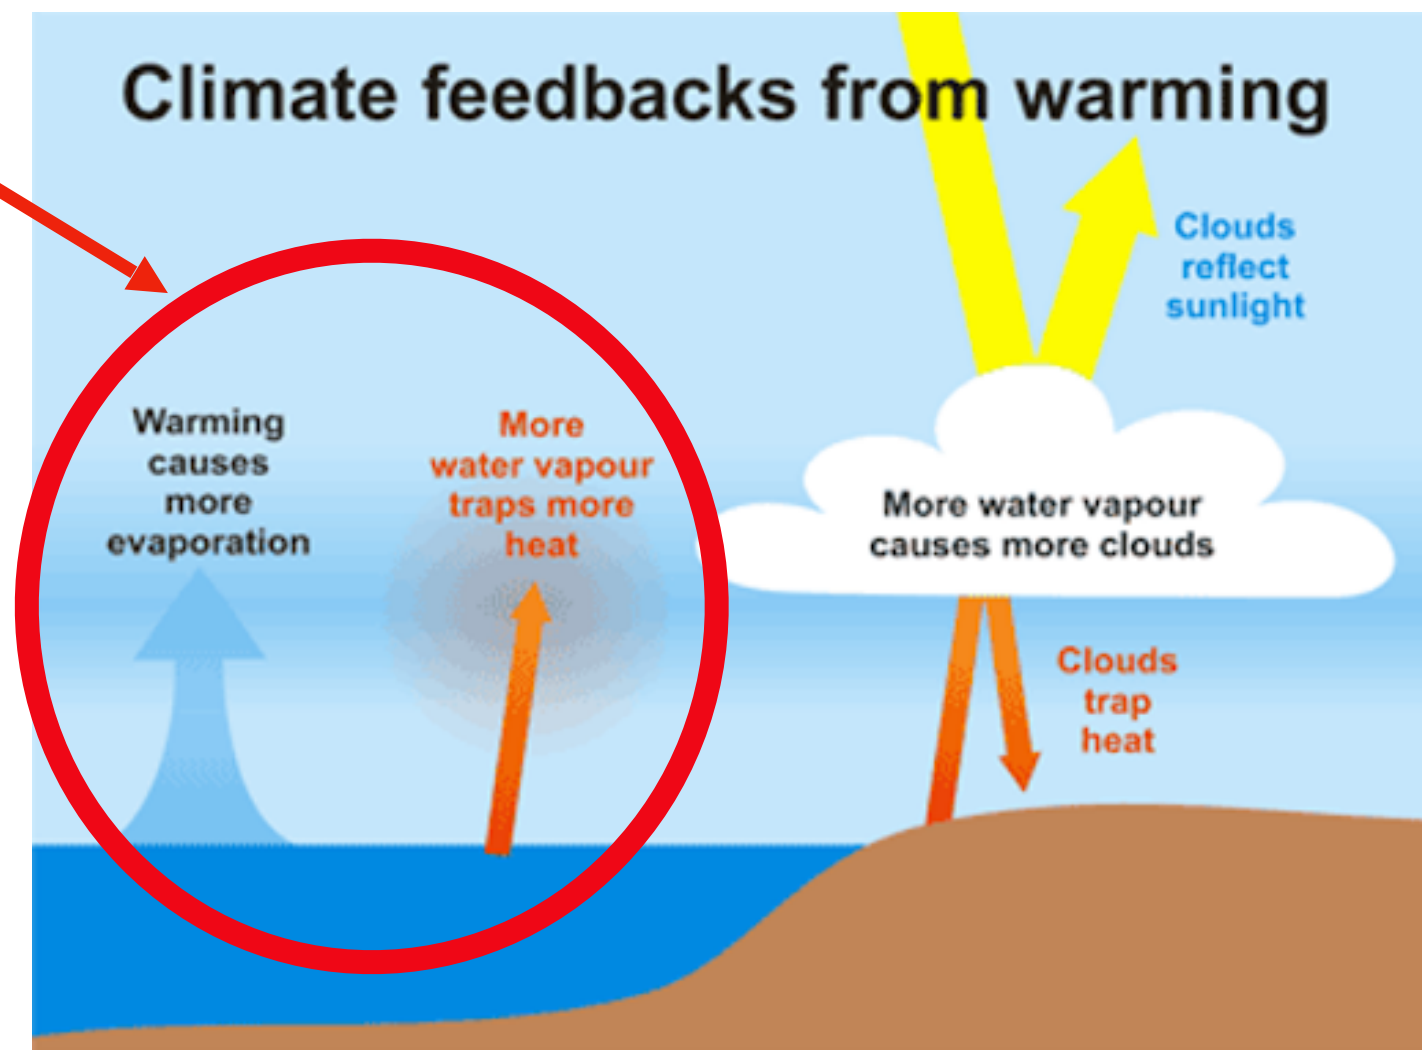 Climate feedbacks from warming
Clouds
reflect
sunlight
Warming
causes
more
evaporation
More
water vapour
traps more
heat
More water vapour
causes more clouds
Clouds
trap
heat